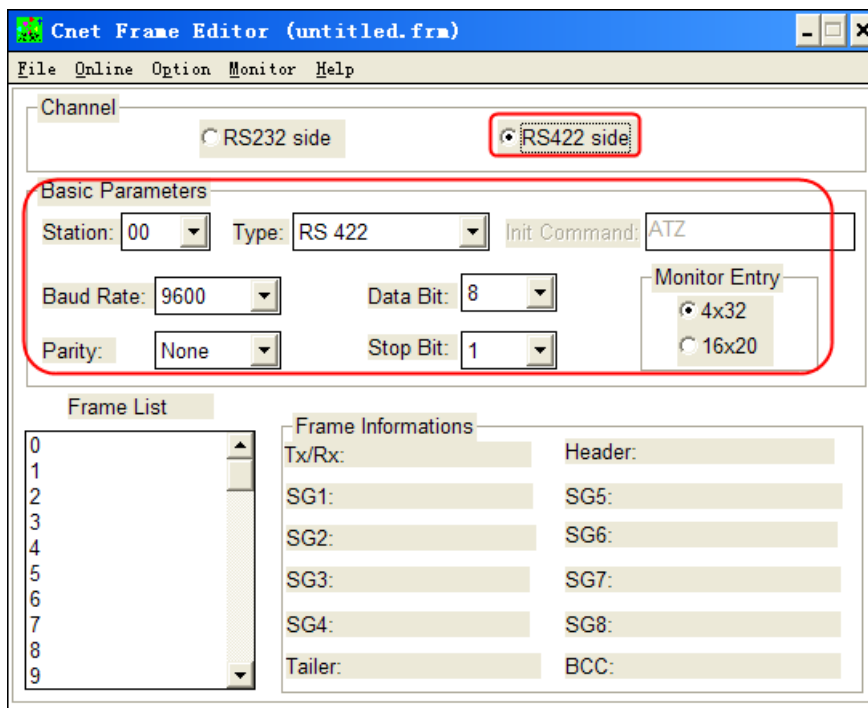 Cnet Frame Editor (untitled.frm)
File Online Option Monitor Help
Channel
RS232 side RS422 side
Basic Parameters
Station: 00 Type: RS 422 Init Command: ATZ
Baud Rate: 9600 Data Bit: 8 Monitor Entry
4x32
Parity: None Stop Bit: 1 16x20
Frame List
0
1
2
3
4
5
6
7
8
9
Frame Informations
Tx/Rx: Header:
SG1: SG5:
SG2: SG6:
SG3: SG7:
SG4: SG8:
Tailer: BCC: